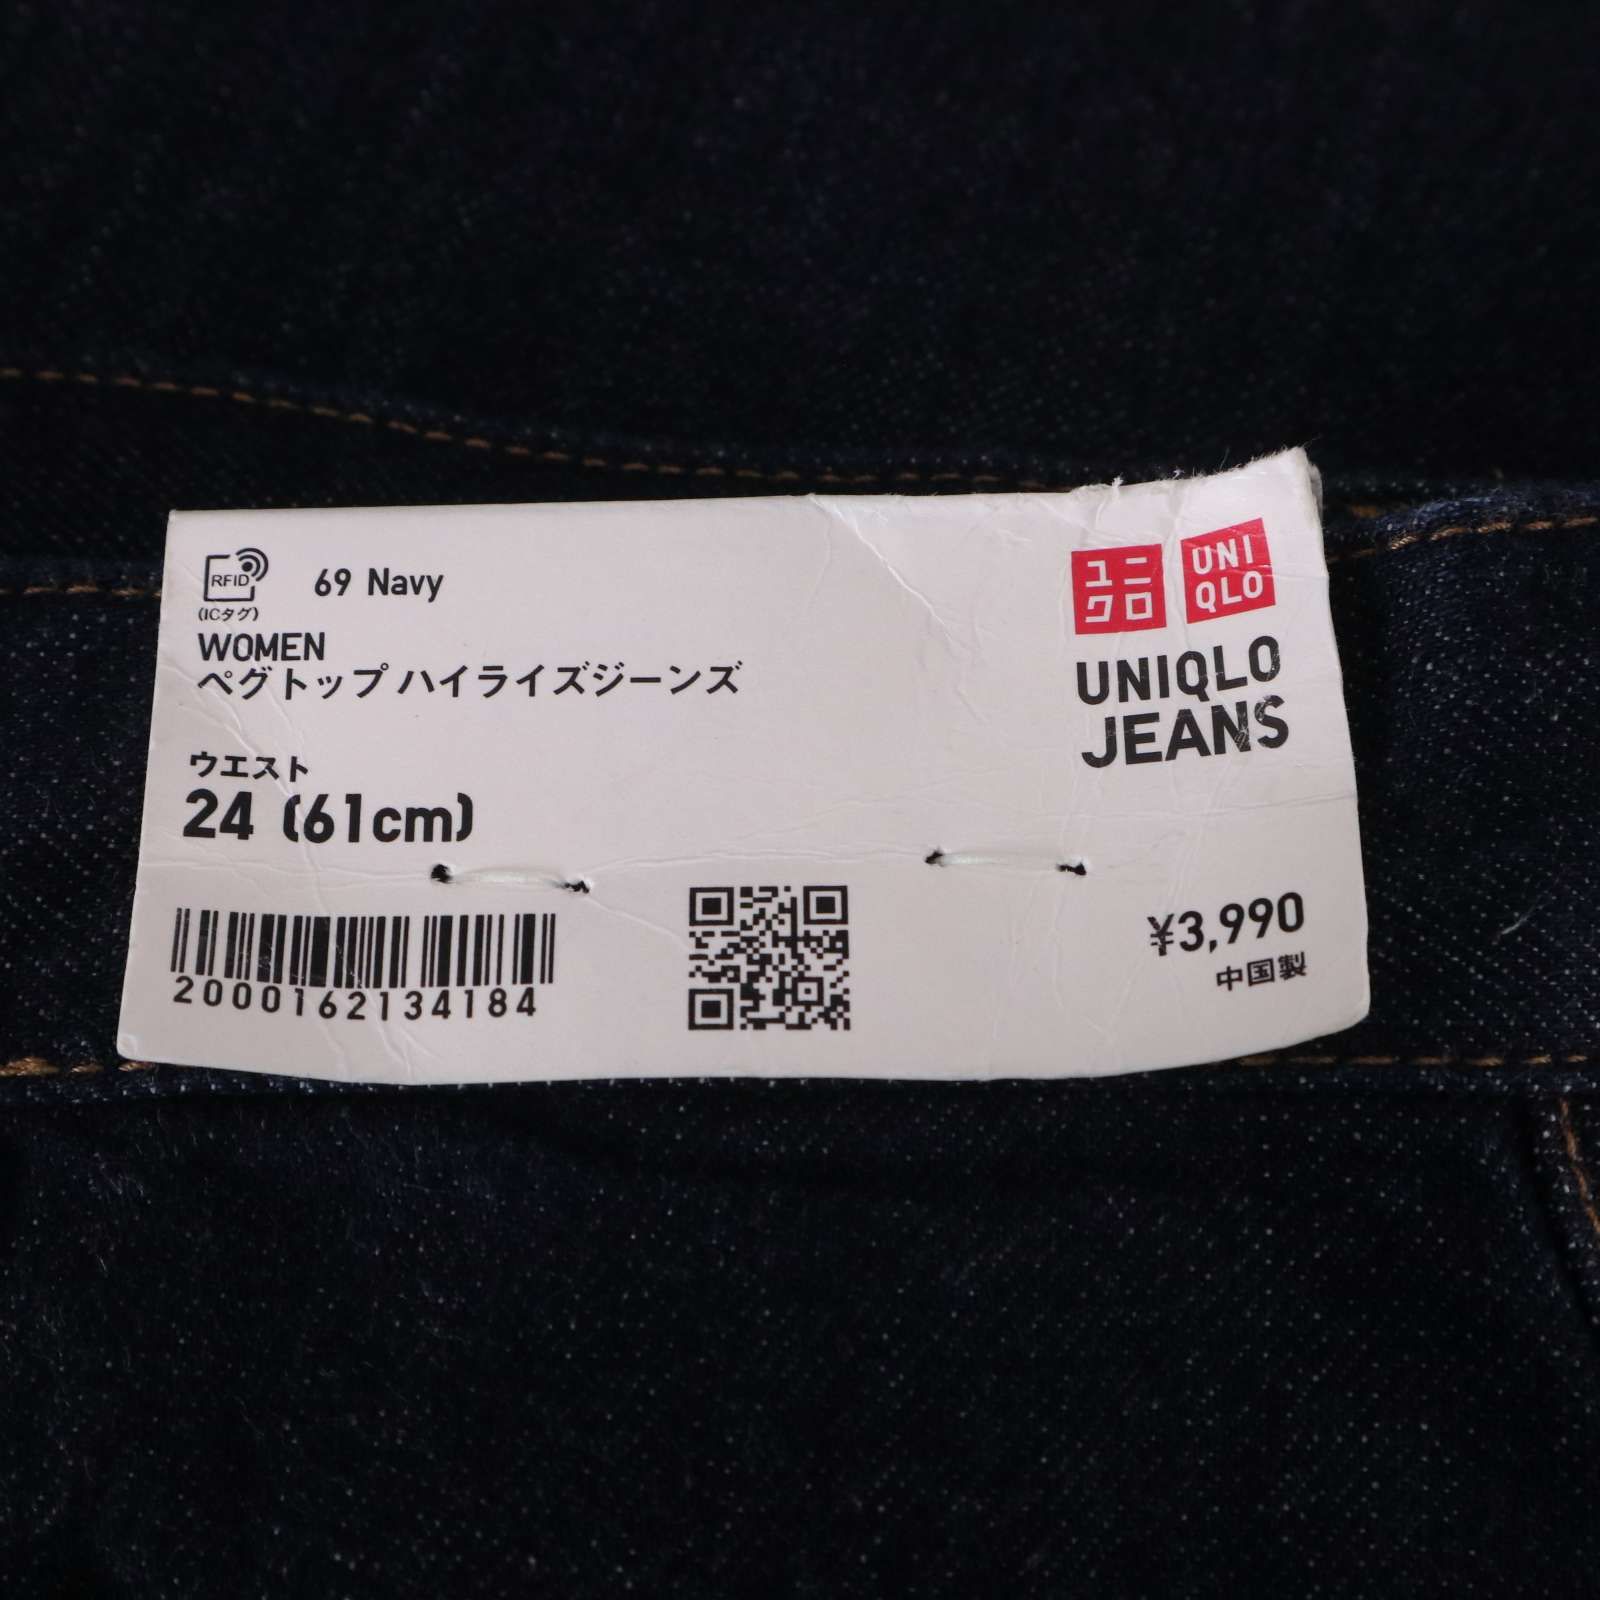 RFID
(ICタグ)
69 Navy
WOMEN
ペグトップ ハイライズジーンズ
ウエスト
24 (61cm)
2000162134184
ユニ
クロ
UNI
QLO
UNIQLO
JEANS
¥3,990
中国製